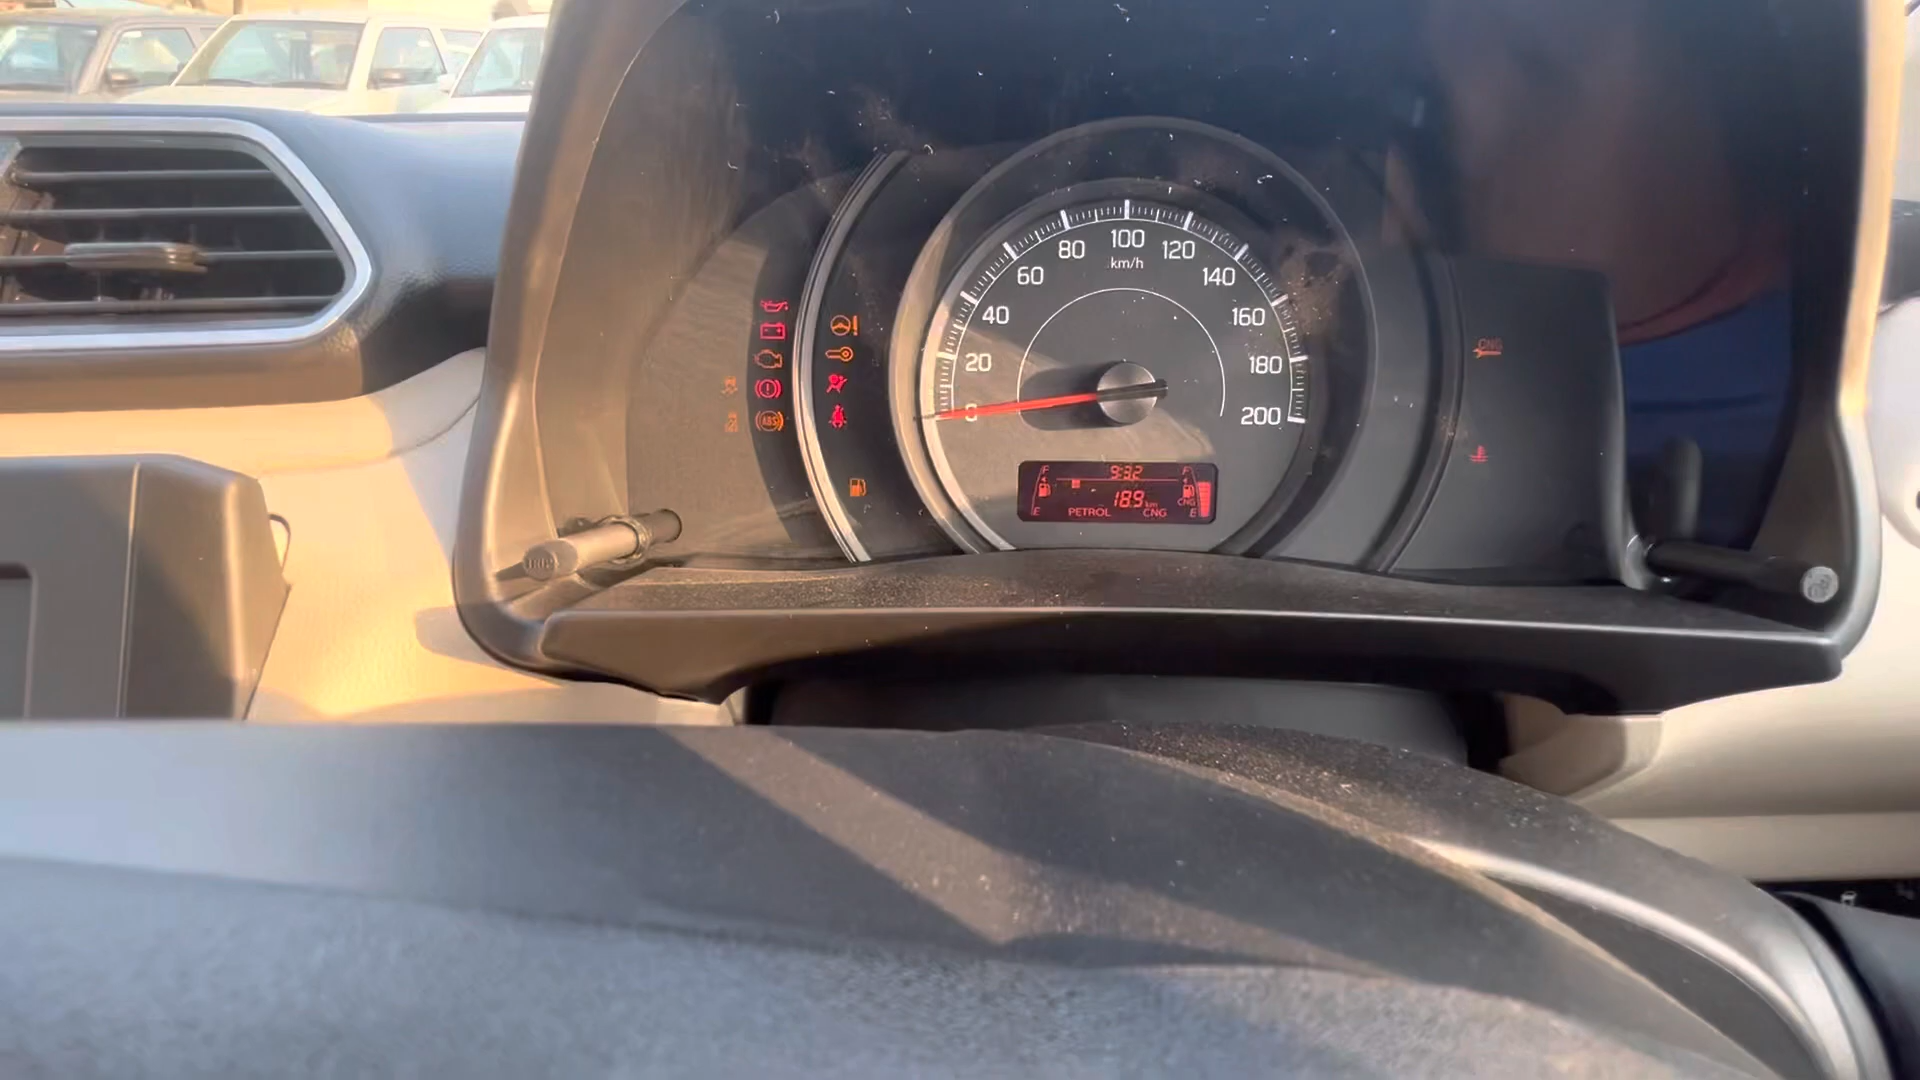 100
80
120
km/h
60
140
40
160
20
180
0
200
ABS
CNG
F
9:32
F
189 km
CNG
E
PETROL
CNG
E